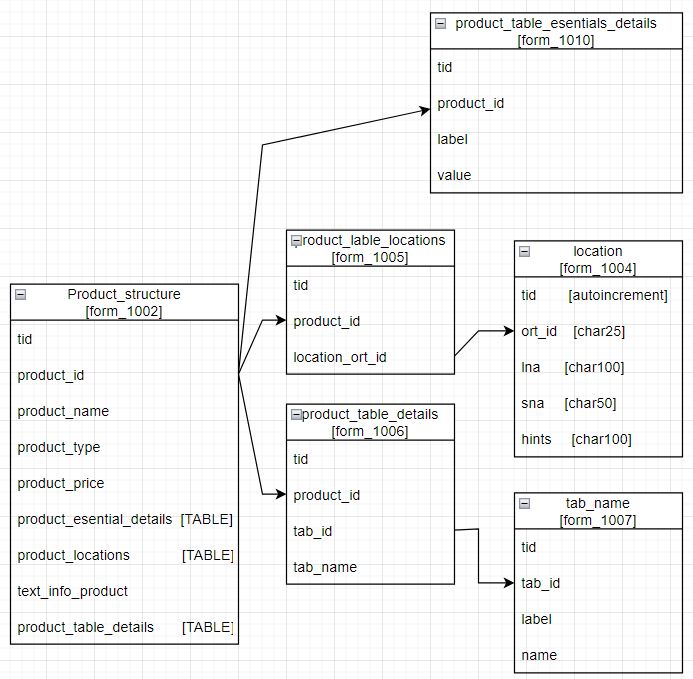 product_table_esentials_details
[form_1010]
tid
product_id
label
value
roduct_lable_locations
[form_1005]
tid
product_id
location_ort_id
location
[form_1004]
tid [autoincrement]
ort_id [char25]
lna [char100]
sna [char50]
hints [char100]
Product_structure
[form_1002]
tid
product_id
product_name
product_type
product_price
product_esential_details [TABLE]
product_locations [TABLE]
text_info_product
product_table_details [TABLE]
product_table_details
[form_1006]
tid
product_id
tab_id
tab_name
tab_name
[form_1007]
tid
tab_id
label
name